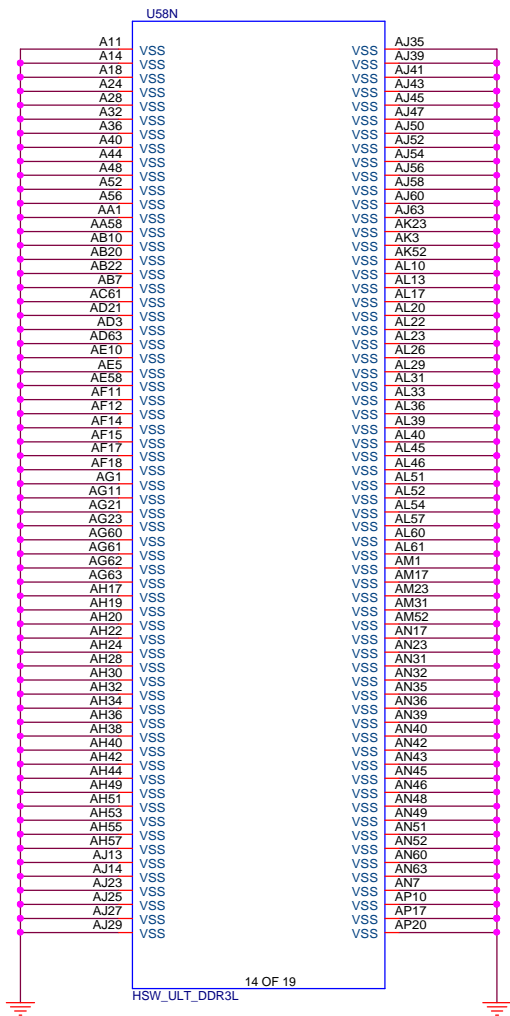 U58N
A11 VSS VSS AJ35
A14 VSS VSS AJ39
A18 VSS VSS AJ41
A24 VSS VSS AJ43
A28 VSS VSS AJ45
A32 VSS VSS AJ47
A36 VSS VSS AJ50
A40 VSS VSS AJ52
A44 VSS VSS AJ54
A48 VSS VSS AJ56
A52 VSS VSS AJ58
A56 VSS VSS AJ60
AA1 VSS VSS AJ63
AA58 VSS VSS AK23
AB10 VSS VSS AK3
AB20 VSS VSS AK52
AB22 VSS VSS AL10
AB7 VSS VSS AL13
AC61 VSS VSS AL17
AD21 VSS VSS AL20
AD3 VSS VSS AL22
AD63 VSS VSS AL23
AE10 VSS VSS AL26
AE5 VSS VSS AL29
AE58 VSS VSS AL31
AF11 VSS VSS AL33
AF12 VSS VSS AL36
AF14 VSS VSS AL39
AF15 VSS VSS AL40
AF17 VSS VSS AL45
AF18 VSS VSS AL46
AG1 VSS VSS AL51
AG11 VSS VSS AL52
AG21 VSS VSS AL54
AG23 VSS VSS AL57
AG60 VSS VSS AL60
AG61 VSS VSS AL61
AG62 VSS VSS AM1
AG63 VSS VSS AM17
AH17 VSS VSS AM23
AH19 VSS VSS AM31
AH20 VSS VSS AM52
AH22 VSS VSS AN17
AH24 VSS VSS AN23
AH28 VSS VSS AN31
AH30 VSS VSS AN32
AH32 VSS VSS AN35
AH34 VSS VSS AN36
AH36 VSS VSS AN39
AH38 VSS VSS AN40
AH40 VSS VSS AN42
AH42 VSS VSS AN43
AH44 VSS VSS AN45
AH49 VSS VSS AN46
AH51 VSS VSS AN48
AH53 VSS VSS AN49
AH55 VSS VSS AN51
AH57 VSS VSS AN52
AJ13 VSS VSS AN60
AJ14 VSS VSS AN63
AJ23 VSS VSS AN7
AJ25 VSS VSS AP10
AJ27 VSS VSS AP17
AJ29 VSS VSS AP20
14 OF 19
HSW_ULT_DDR3L